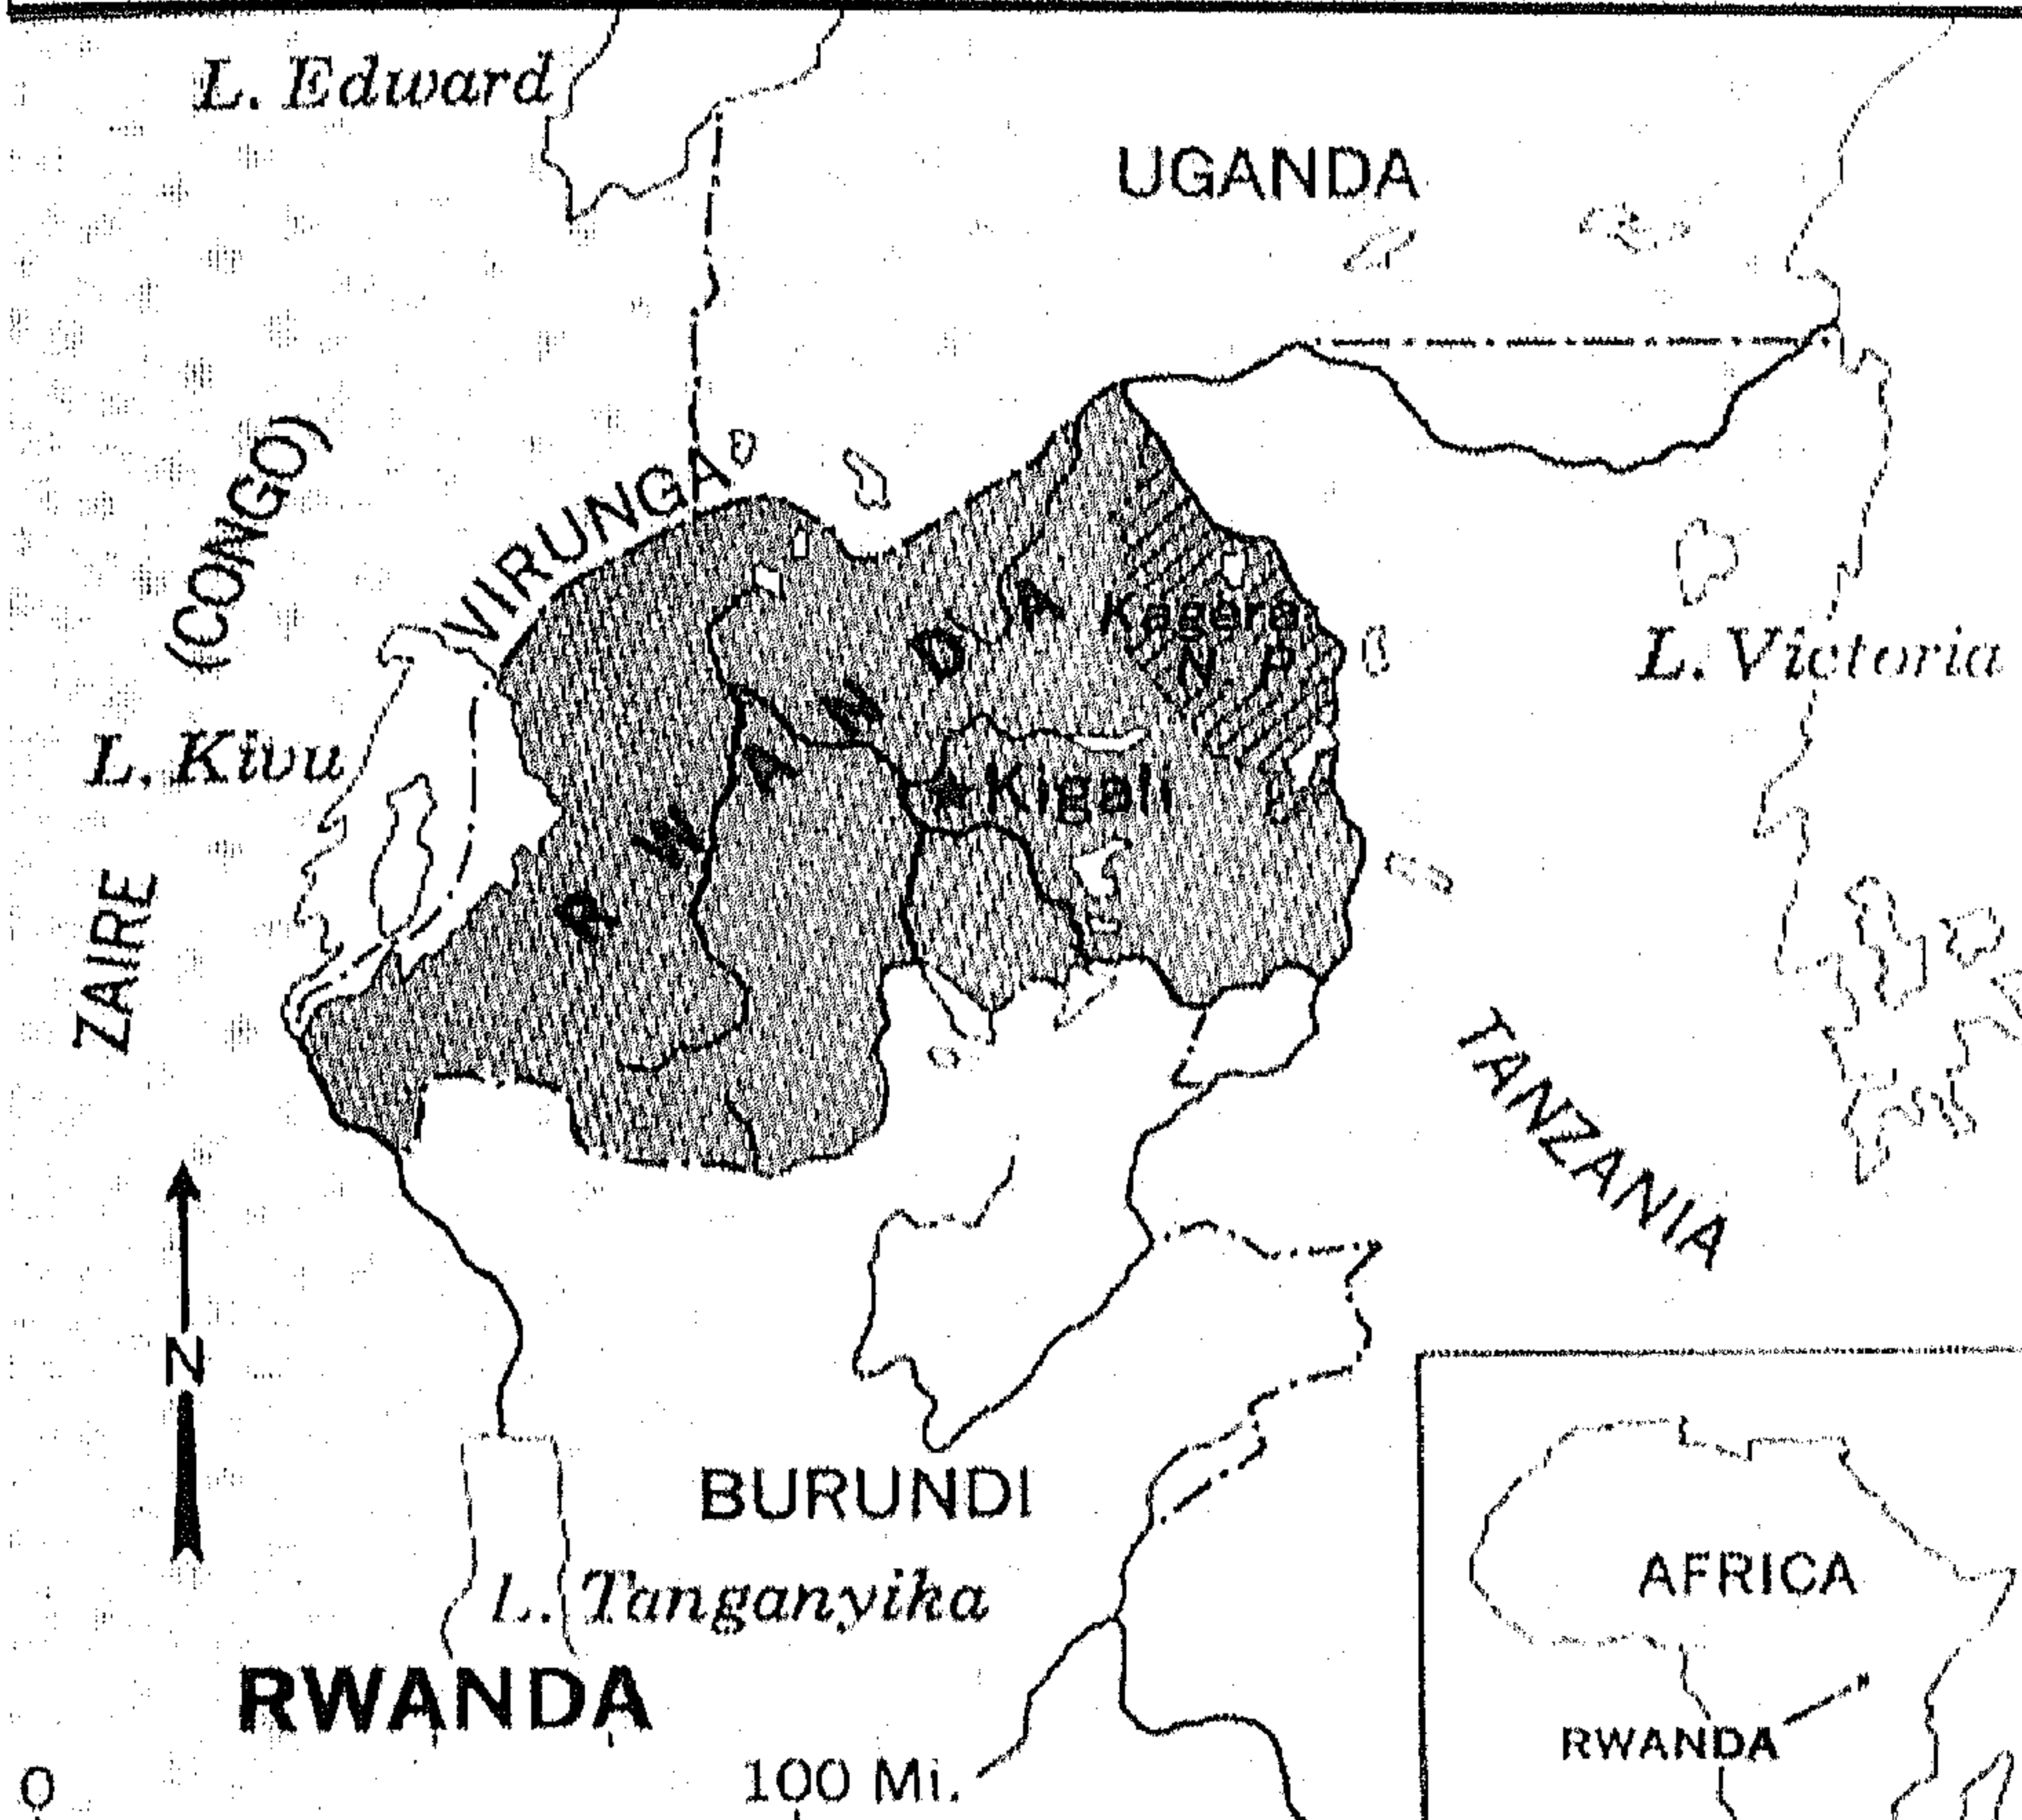 L. Edward
UGANDA
(CONGO)
VIRUNGA
Kagera
N. P.
L. Victoria
RWANDA
L. Kivu
Kigali
ZAIRE
TANZANIA
N
BURUNDI
AFRICA
L. Tanganyika
RWANDA
RWANDA
0
100 Mi.